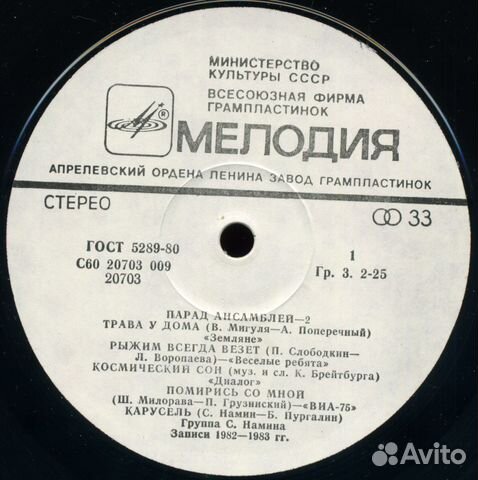 МИНИСТЕРСТВО
КУЛЬТУРЫ СССР
ВСЕСОЮЗНАЯ ФИРМА
ГРАМПЛАСТИНОК
®
МЕЛОДИЯ
АПРЕЛЕВСКИЙ ОРДЕНА ЛЕНИНА ЗАВОД ГРАМПЛАСТИНОК
СТЕРЕО
33
ГОСТ 5289-80
1
С60 20703 009
Гр. 3. 2-25
20703
ПАРАД АНСАМБЛЕЙ—2
ТРАВА У ДОМА (В. Мигуля—А. Поперечный)
«Земляне»
РЫЖИМ ВСЕГДА ВЕЗЕТ (П. Слободкин—
Л. Воропаева)—«Веселые ребята»
КОСМИЧЕСКИЙ СОН (муз. и сл. К. Брейтбурга)
«Диалог»
ПОМИРИСЬ СО МНОЙ
(Ш. Милорава—П. Грузинский)—«ВИА-75»
КАРУСЕЛЬ (С. Намин—Б. Пургалин)
Группа С. Намина
Записи 1982—1983 гг.
Avito